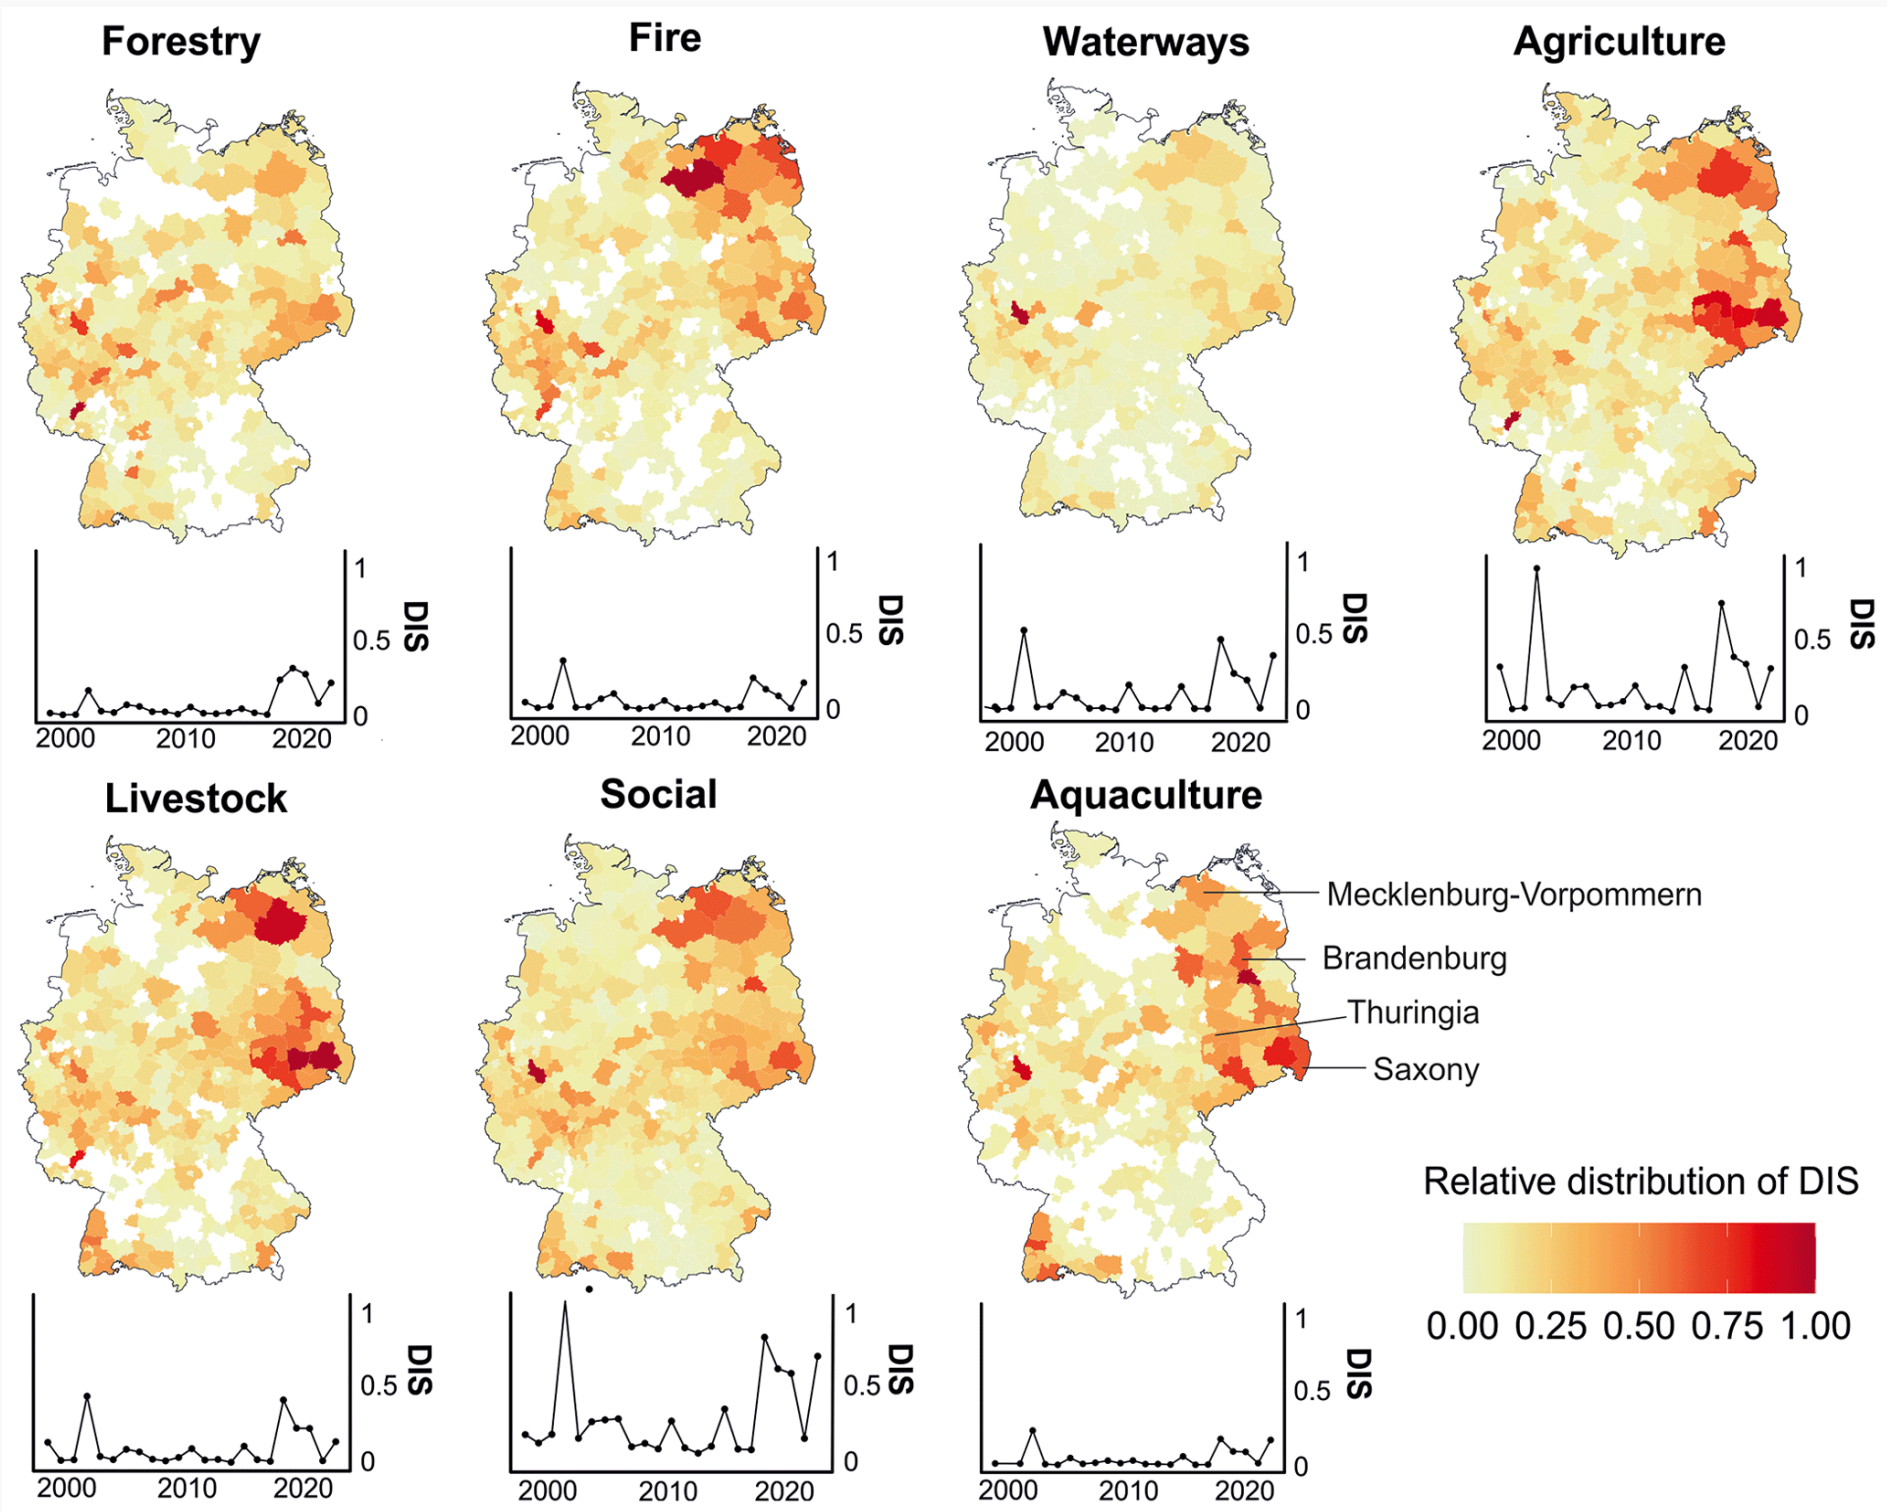 Forestry
Fire
Waterways
Agriculture
1
0.5
0
DIS
2000 2010 2020
1
0.5
0
DIS
2000 2010 2020
1
0.5
0
DIS
2000 2010 2020
1
0.5
0
DIS
2000 2010 2020
Livestock
Social
Aquaculture
Mecklenburg-Vorpommern
Brandenburg
Thuringia
Saxony
1
0.5
0
DIS
2000 2010 2020
1
0.5
0
DIS
2000 2010 2020
1
0.5
0
DIS
2000 2010 2020
Relative distribution of DIS
0.00 0.25 0.50 0.75 1.00